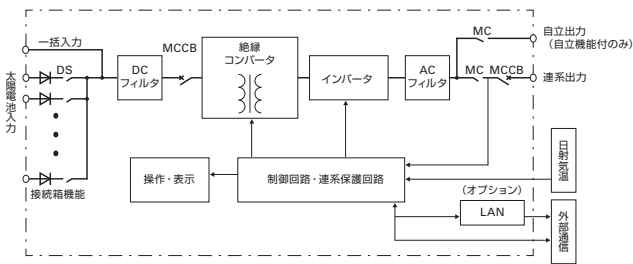 一括入力
太陽電池入力
DS
接続箱機能
DC
フィルタ
MCCB
絶縁
コンバータ
インバータ
AC
フィルタ
MC
自立出力
(自立機能付のみ)
MC
MCCB
連系出力
操作・表示
制御回路・連系保護回路
日射気温
(オプション)
LAN
外部通信